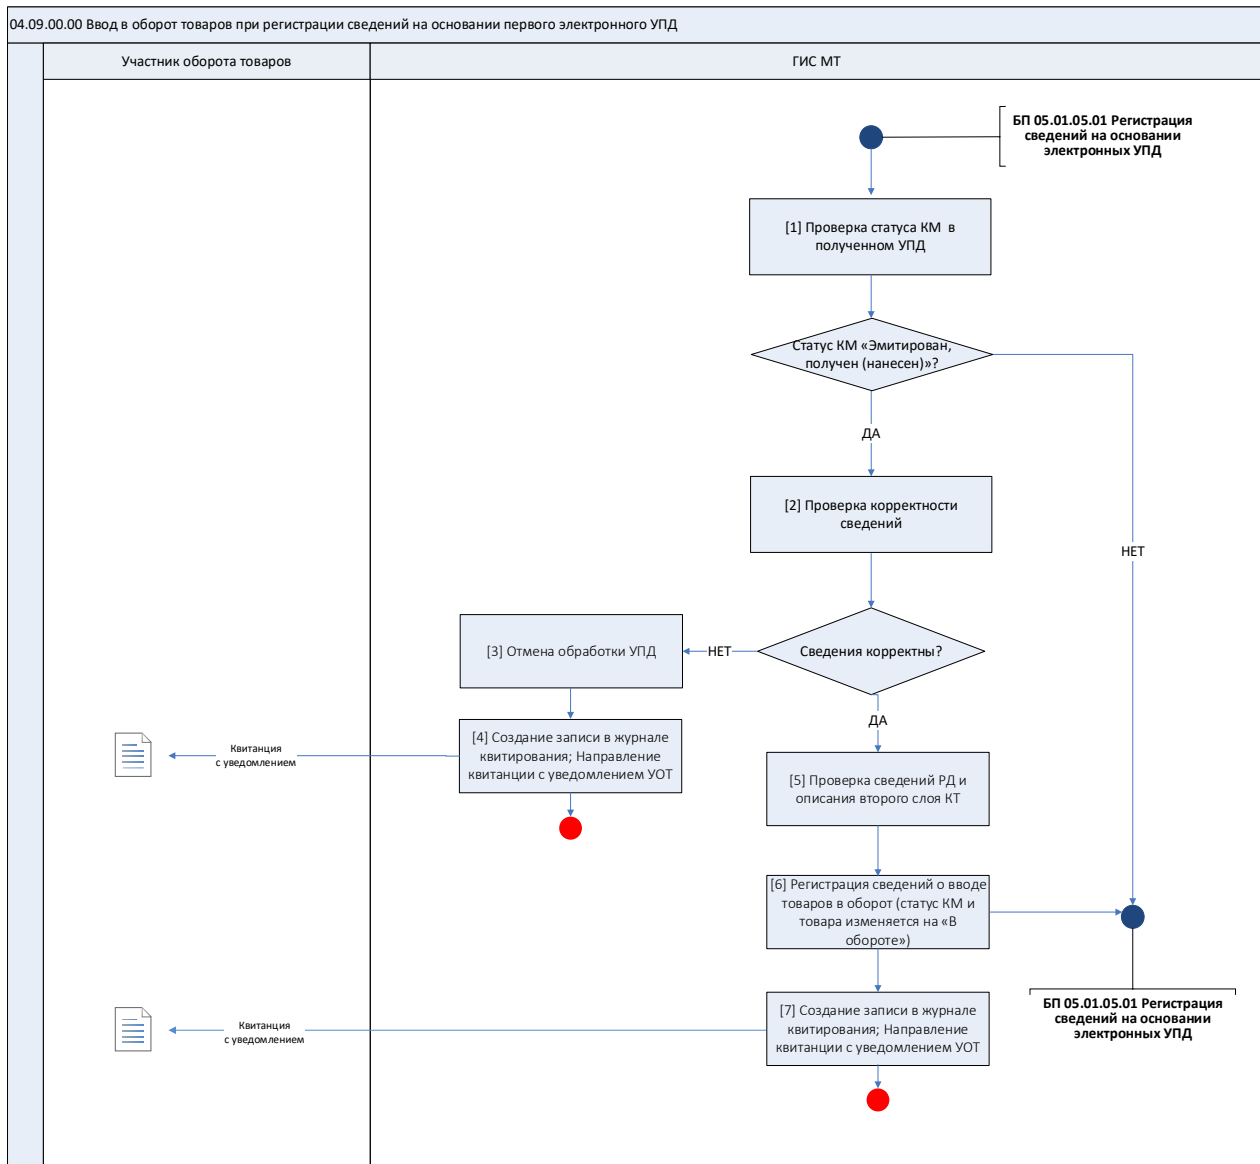 04.09.00.00 Ввод в оборот товаров при регистрации сведений на основании первого электронного УПД
Участник оборота товаров
ГИС МТ
БП 05.01.05.01 Регистрация
сведений на основании
электронных УПД
[1] Проверка статуса КМ в
полученном УПД
Статус КМ «Эмитирован,
получен (нанесен)»?
ДА
[2] Проверка корректности
сведений
НЕТ
Сведения корректны?
НЕТ
[3] Отмена обработки УПД
ДА
[4] Создание записи в журнале
квитирования; Направление
квитанции с уведомлением УОТ
Квитанция
с уведомлением
[5] Проверка сведений РД и
описания второго слоя КТ
[6] Регистрация сведений о вводе
товаров в оборот (статус КМ и
товара изменяется на «В
обороте»)
БП 05.01.05.01 Регистрация
сведений на основании
электронных УПД
[7] Создание записи в журнале
квитирования; Направление
квитанции с уведомлением УОТ
Квитанция
с уведомлением